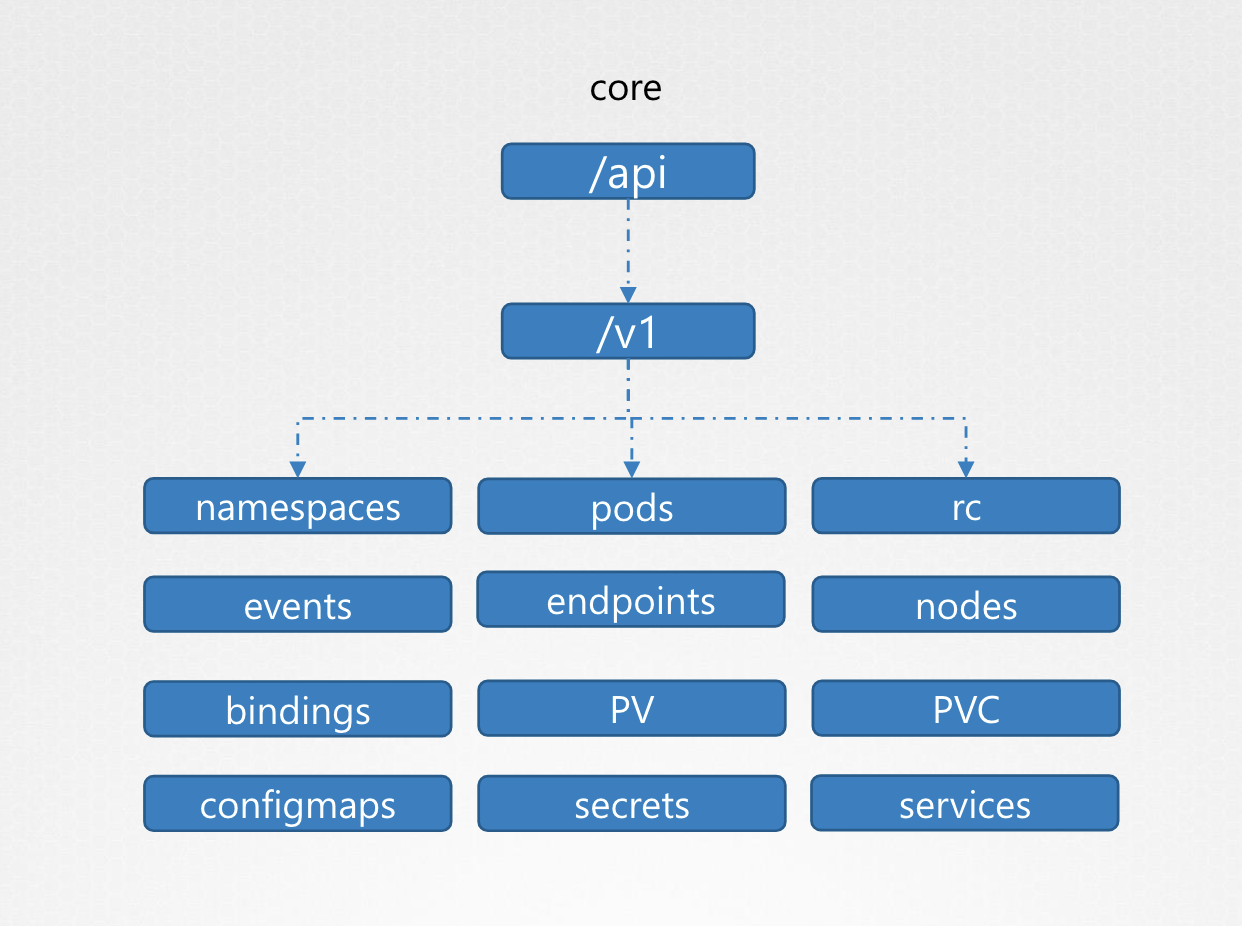 core
/api
/v1
namespaces
pods
rc
events
endpoints
nodes
bindings
PV
PVC
configmaps
secrets
services